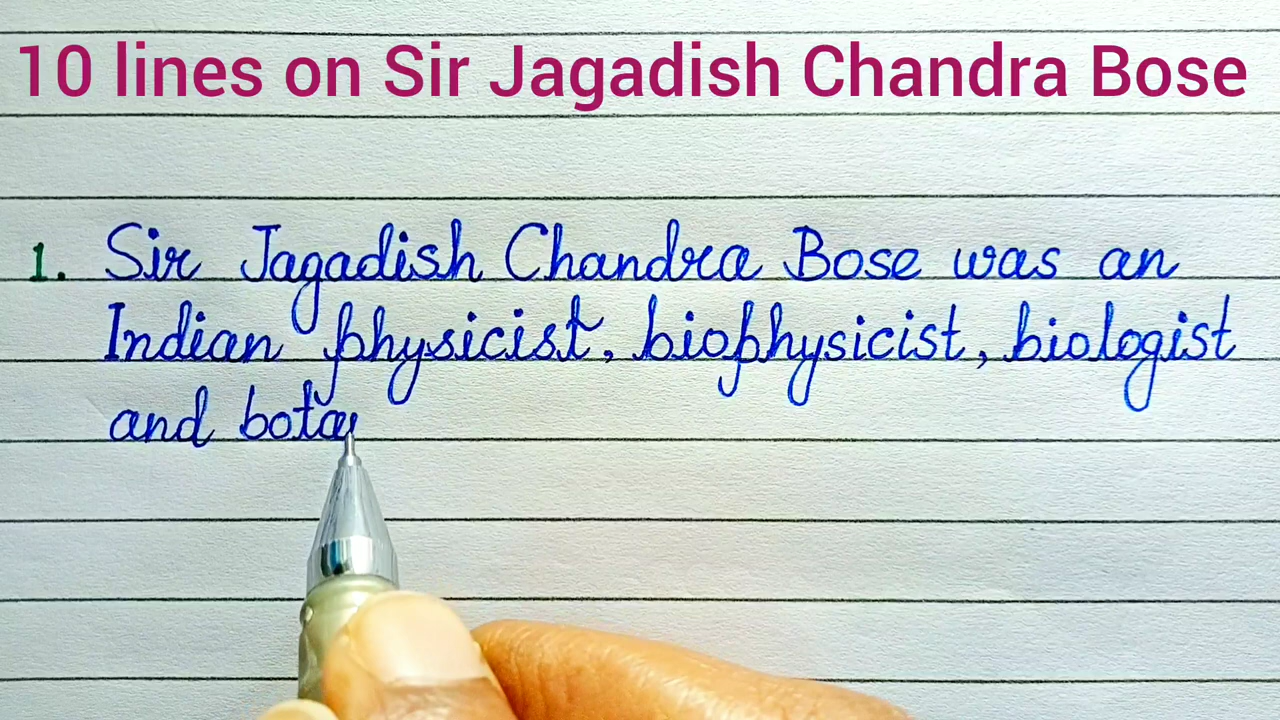 10 lines on Sir Jagadish Chandra Bose
1. Sir Jagadish Chandra Bose was an
Indian physicist, biophysicist, biologist
and bota